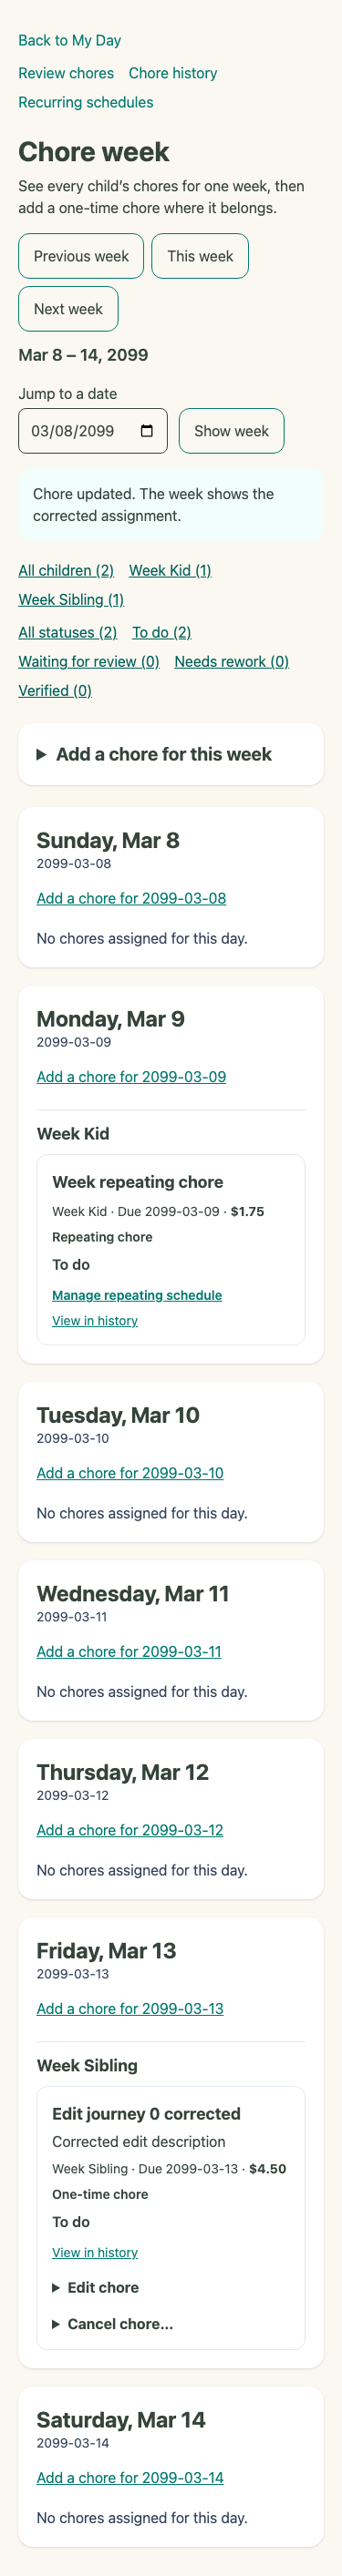 Back to My Day
Review chores Chore history
Recurring schedules
Chore week
See every child’s chores for one week, then
add a one-time chore where it belongs.
Previous week This week
Next week
Mar 8 – 14, 2099
Jump to a date
03/08/2099 Show week
Chore updated. The week shows the
corrected assignment.
All children (2) Week Kid (1)
Week Sibling (1)
All statuses (2) To do (2)
Waiting for review (0) Needs rework (0)
Verified (0)
Add a chore for this week
Sunday, Mar 8
2099-03-08
Add a chore for 2099-03-08
No chores assigned for this day.
Monday, Mar 9
2099-03-09
Add a chore for 2099-03-09
Week Kid
Week repeating chore
Week Kid · Due 2099-03-09 · $1.75
Repeating chore
To do
Manage repeating schedule
View in history
Tuesday, Mar 10
2099-03-10
Add a chore for 2099-03-10
No chores assigned for this day.
Wednesday, Mar 11
2099-03-11
Add a chore for 2099-03-11
No chores assigned for this day.
Thursday, Mar 12
2099-03-12
Add a chore for 2099-03-12
No chores assigned for this day.
Friday, Mar 13
2099-03-13
Add a chore for 2099-03-13
Week Sibling
Edit journey 0 corrected
Corrected edit description
Week Sibling · Due 2099-03-13 · $4.50
One-time chore
To do
View in history
Edit chore
Cancel chore...
Saturday, Mar 14
2099-03-14
Add a chore for 2099-03-14
No chores assigned for this day.